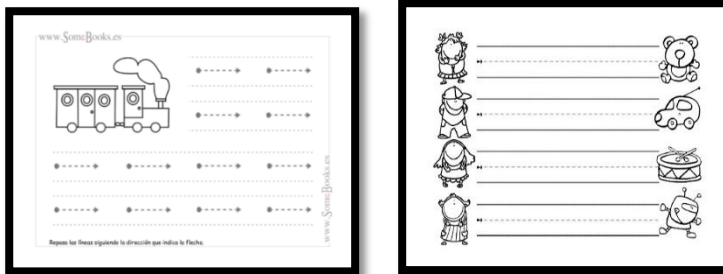 www.SomeBooks.es
www.SomeBooks.es
Repasa las líneas siguiendo la dirección que indica la flecha.